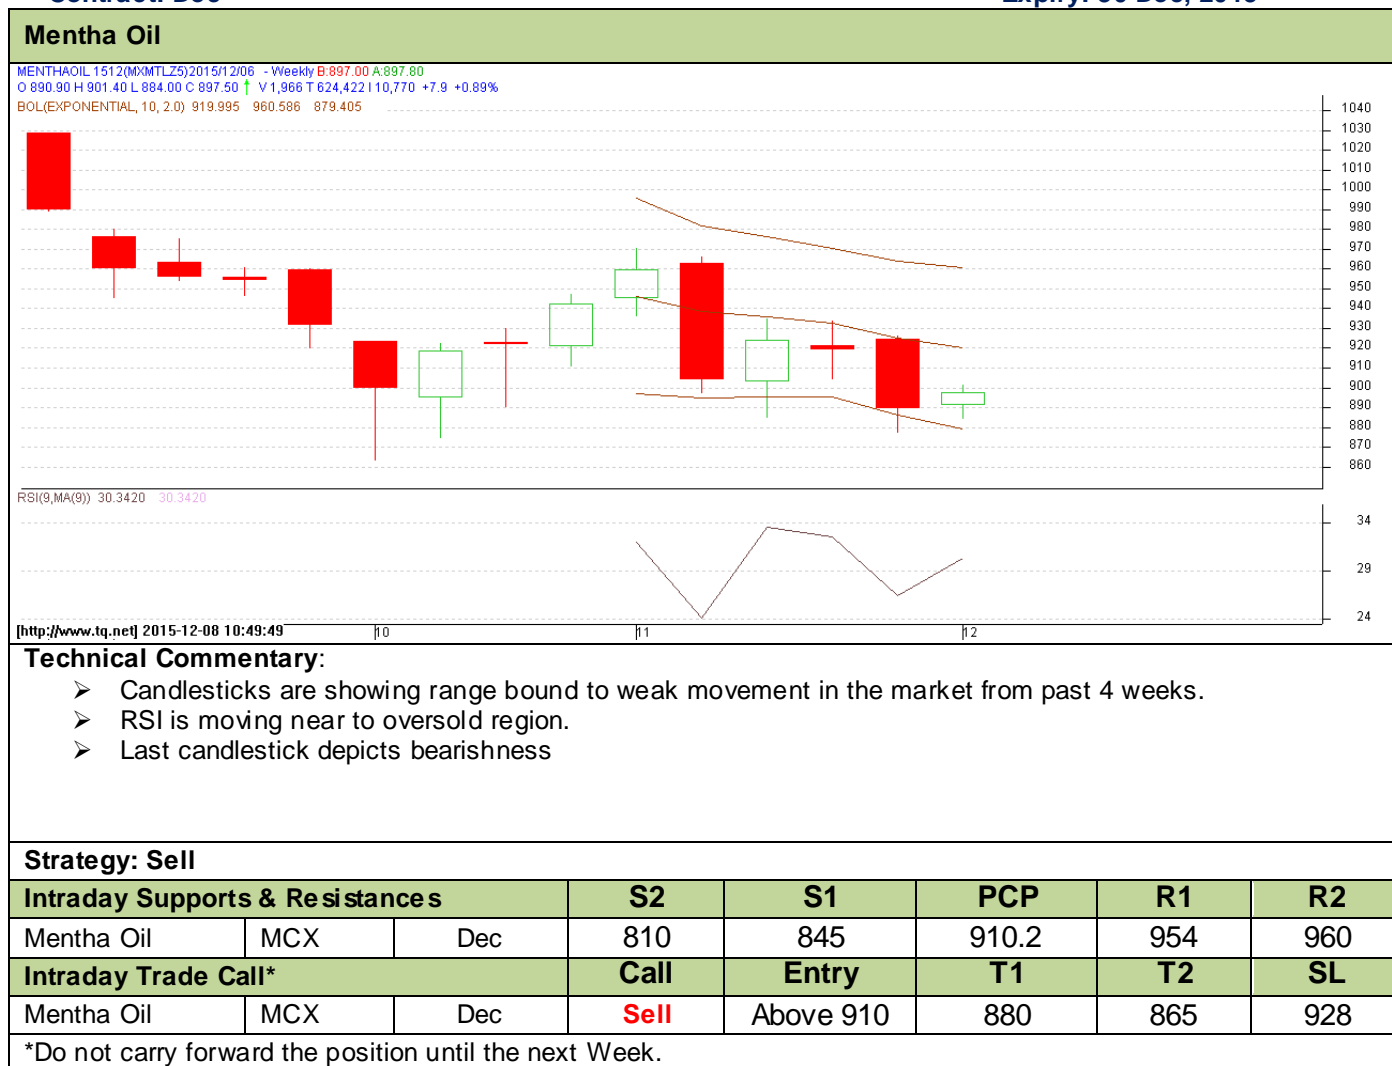 Mentha Oil
MENTHAOIL 1512(MXMTLZ5)2015/12/06 - Weekly B:897.00 A:897.80
O 890.90 H 901.40 L 884.00 C 897.50 ↑ V 1,966 T 624,422 I 10,770 +7.9 +0.89%
BOL(EXPONENTIAL, 10, 2.0) 919.995 960.586 879.405
1040
1030
1020
1010
1000
990
980
970
960
950
940
930
920
910
900
890
880
870
860
RSI(9,MA(9)) 30.3420 30.3420
34
29
24
[http://www.tq.net] 2015-12-08 10:49:49 10 11 12
Technical Commentary:
➢ Candlesticks are showing range bound to weak movement in the market from past 4 weeks.
➢ RSI is moving near to oversold region.
➢ Last candlestick depicts bearishness
Strategy: Sell
Intraday Supports & Resistances S2 S1 PCP R1 R2
Mentha Oil MCX Dec 810 845 910.2 954 960
Intraday Trade Call* Call Entry T1 T2 SL
Mentha Oil MCX Dec Sell Above 910 880 865 928
*Do not carry forward the position until the next Week.